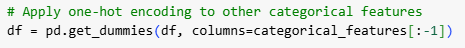 # Apply one-hot encoding to other categorical features
df = pd.get_dummies(df, columns=categorical_features[:-1])